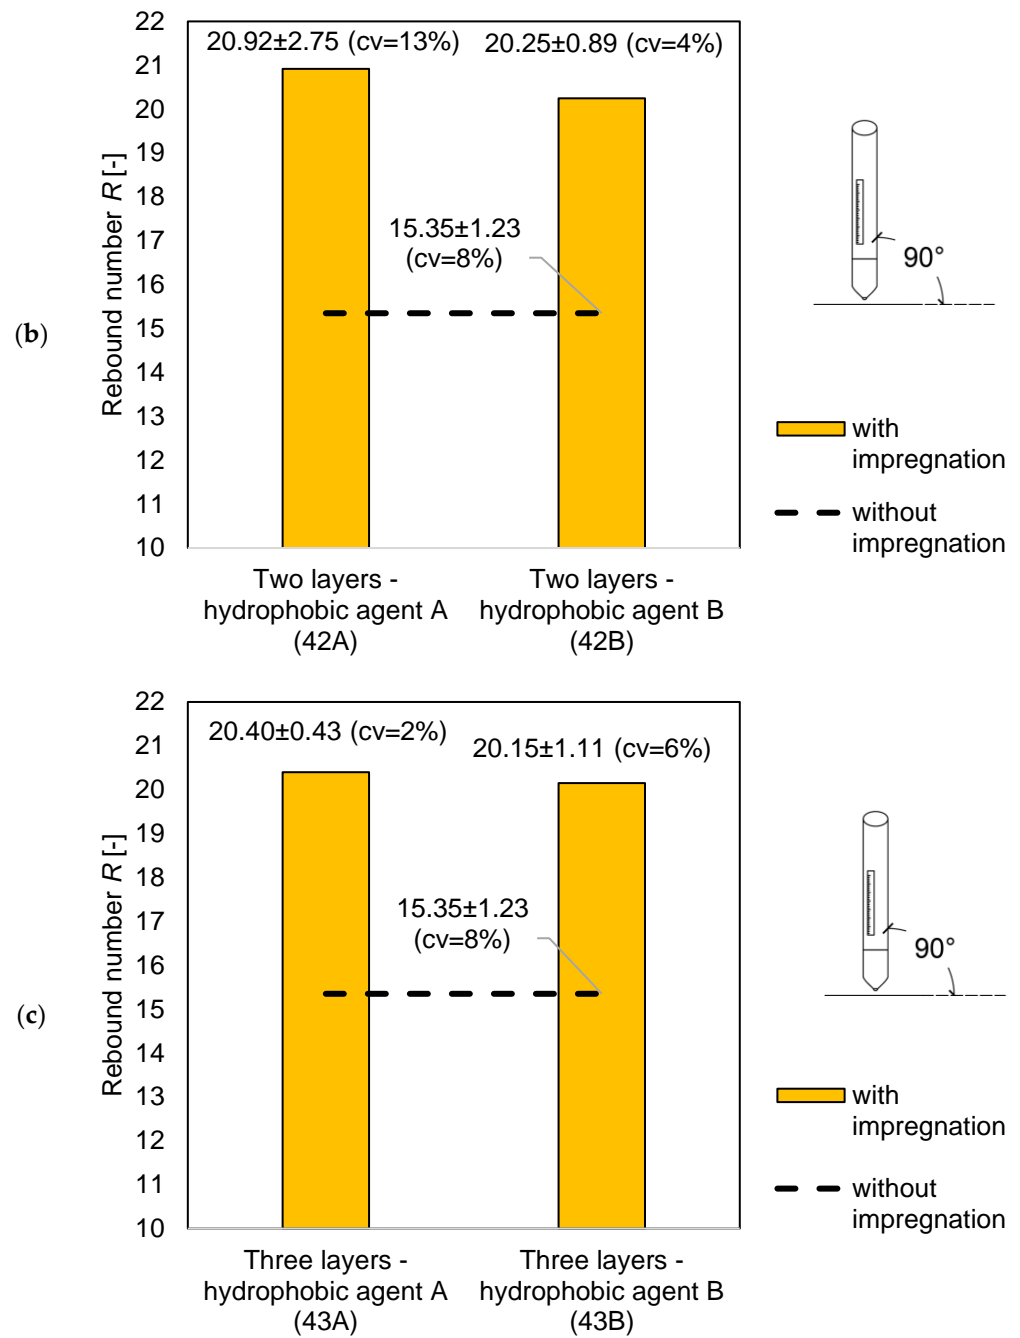 (b)
Rebound number R [-]
22
21
20
19
18
17
16
15
14
13
12
11
10
20.92±2.75 (cv=13%)
20.25±0.89 (cv=4%)
15.35±1.23
(cv=8%)
Two layers -
hydrophobic agent A
(42A)
Two layers -
hydrophobic agent B
(42B)
90°
with
impregnation
without
impregnation
(c)
Rebound number R [-]
22
21
20
19
18
17
16
15
14
13
12
11
10
20.40±0.43 (cv=2%)
20.15±1.11 (cv=6%)
15.35±1.23
(cv=8%)
Three layers -
hydrophobic agent A
(43A)
Three layers -
hydrophobic agent B
(43B)
90°
with
impregnation
without
impregnation